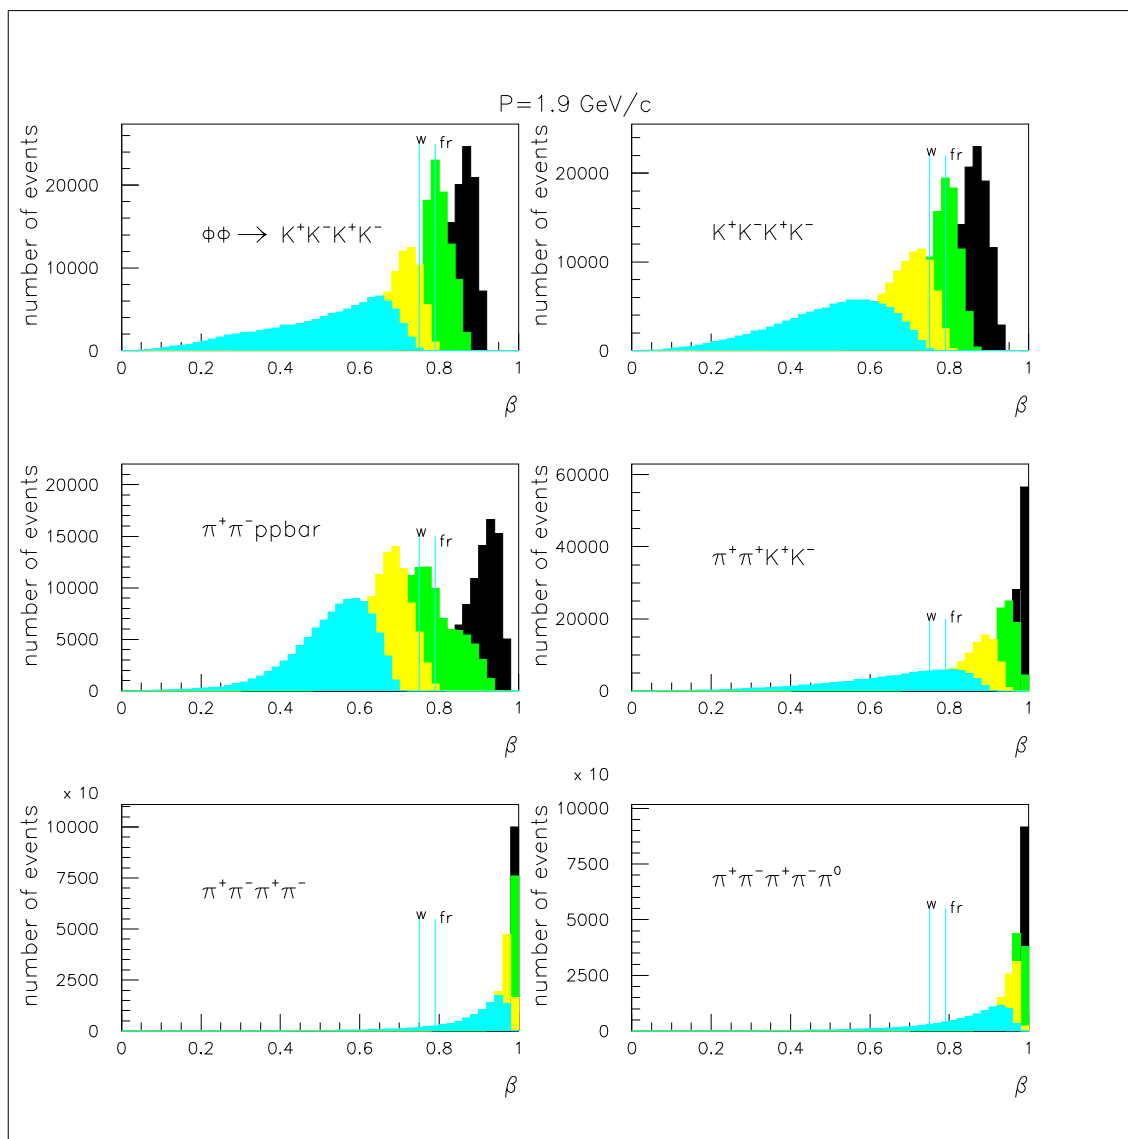 P=1.9 GeV/c
number of events
20000
10000
0
w fr
φφ → K⁺K⁻K⁺K⁻
0 0.2 0.4 0.6 0.8 1
β
number of events
20000
10000
0
w fr
K⁺K⁻K⁺K⁻
0 0.2 0.4 0.6 0.8 1
β
number of events
20000
15000
10000
5000
0
w fr
π⁺π⁻ppbar
0 0.2 0.4 0.6 0.8 1
β
number of events
60000
40000
20000
0
w fr
π⁺π⁺K⁺K⁻
0 0.2 0.4 0.6 0.8 1
β
x 10
number of events
10000
7500
5000
2500
0
w fr
π⁺π⁻π⁺π⁻
0 0.2 0.4 0.6 0.8 1
β
x 10
number of events
10000
7500
5000
2500
0
w fr
π⁺π⁻π⁺π⁻π⁰
0 0.2 0.4 0.6 0.8 1
β